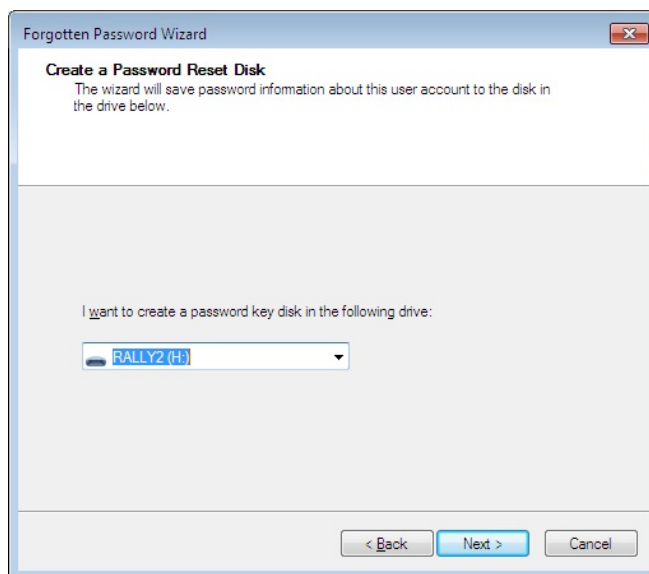 Forgotten Password Wizard
Create a Password Reset Disk
The wizard will save password information about this user account to the disk in
the drive below.
I want to create a password key disk in the following drive:
RALLY2 (H:)
< Back
Next >
Cancel